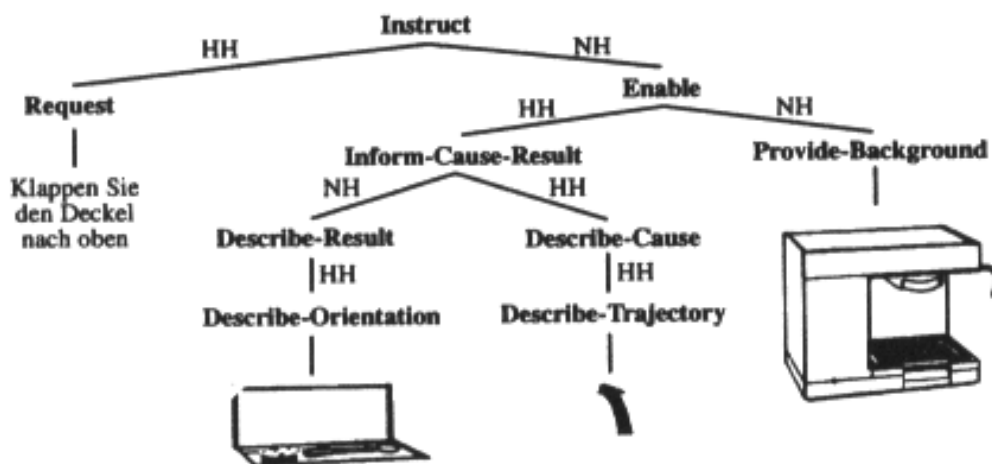 Instruct
HH NH
Request Enable
HH NH
Klappen Sie
den Deckel
nach oben
Inform-Cause-Result Provide-Background
NH HH
Describe-Result Describe-Cause
HH HH
Describe-Orientation Describe-Trajectory